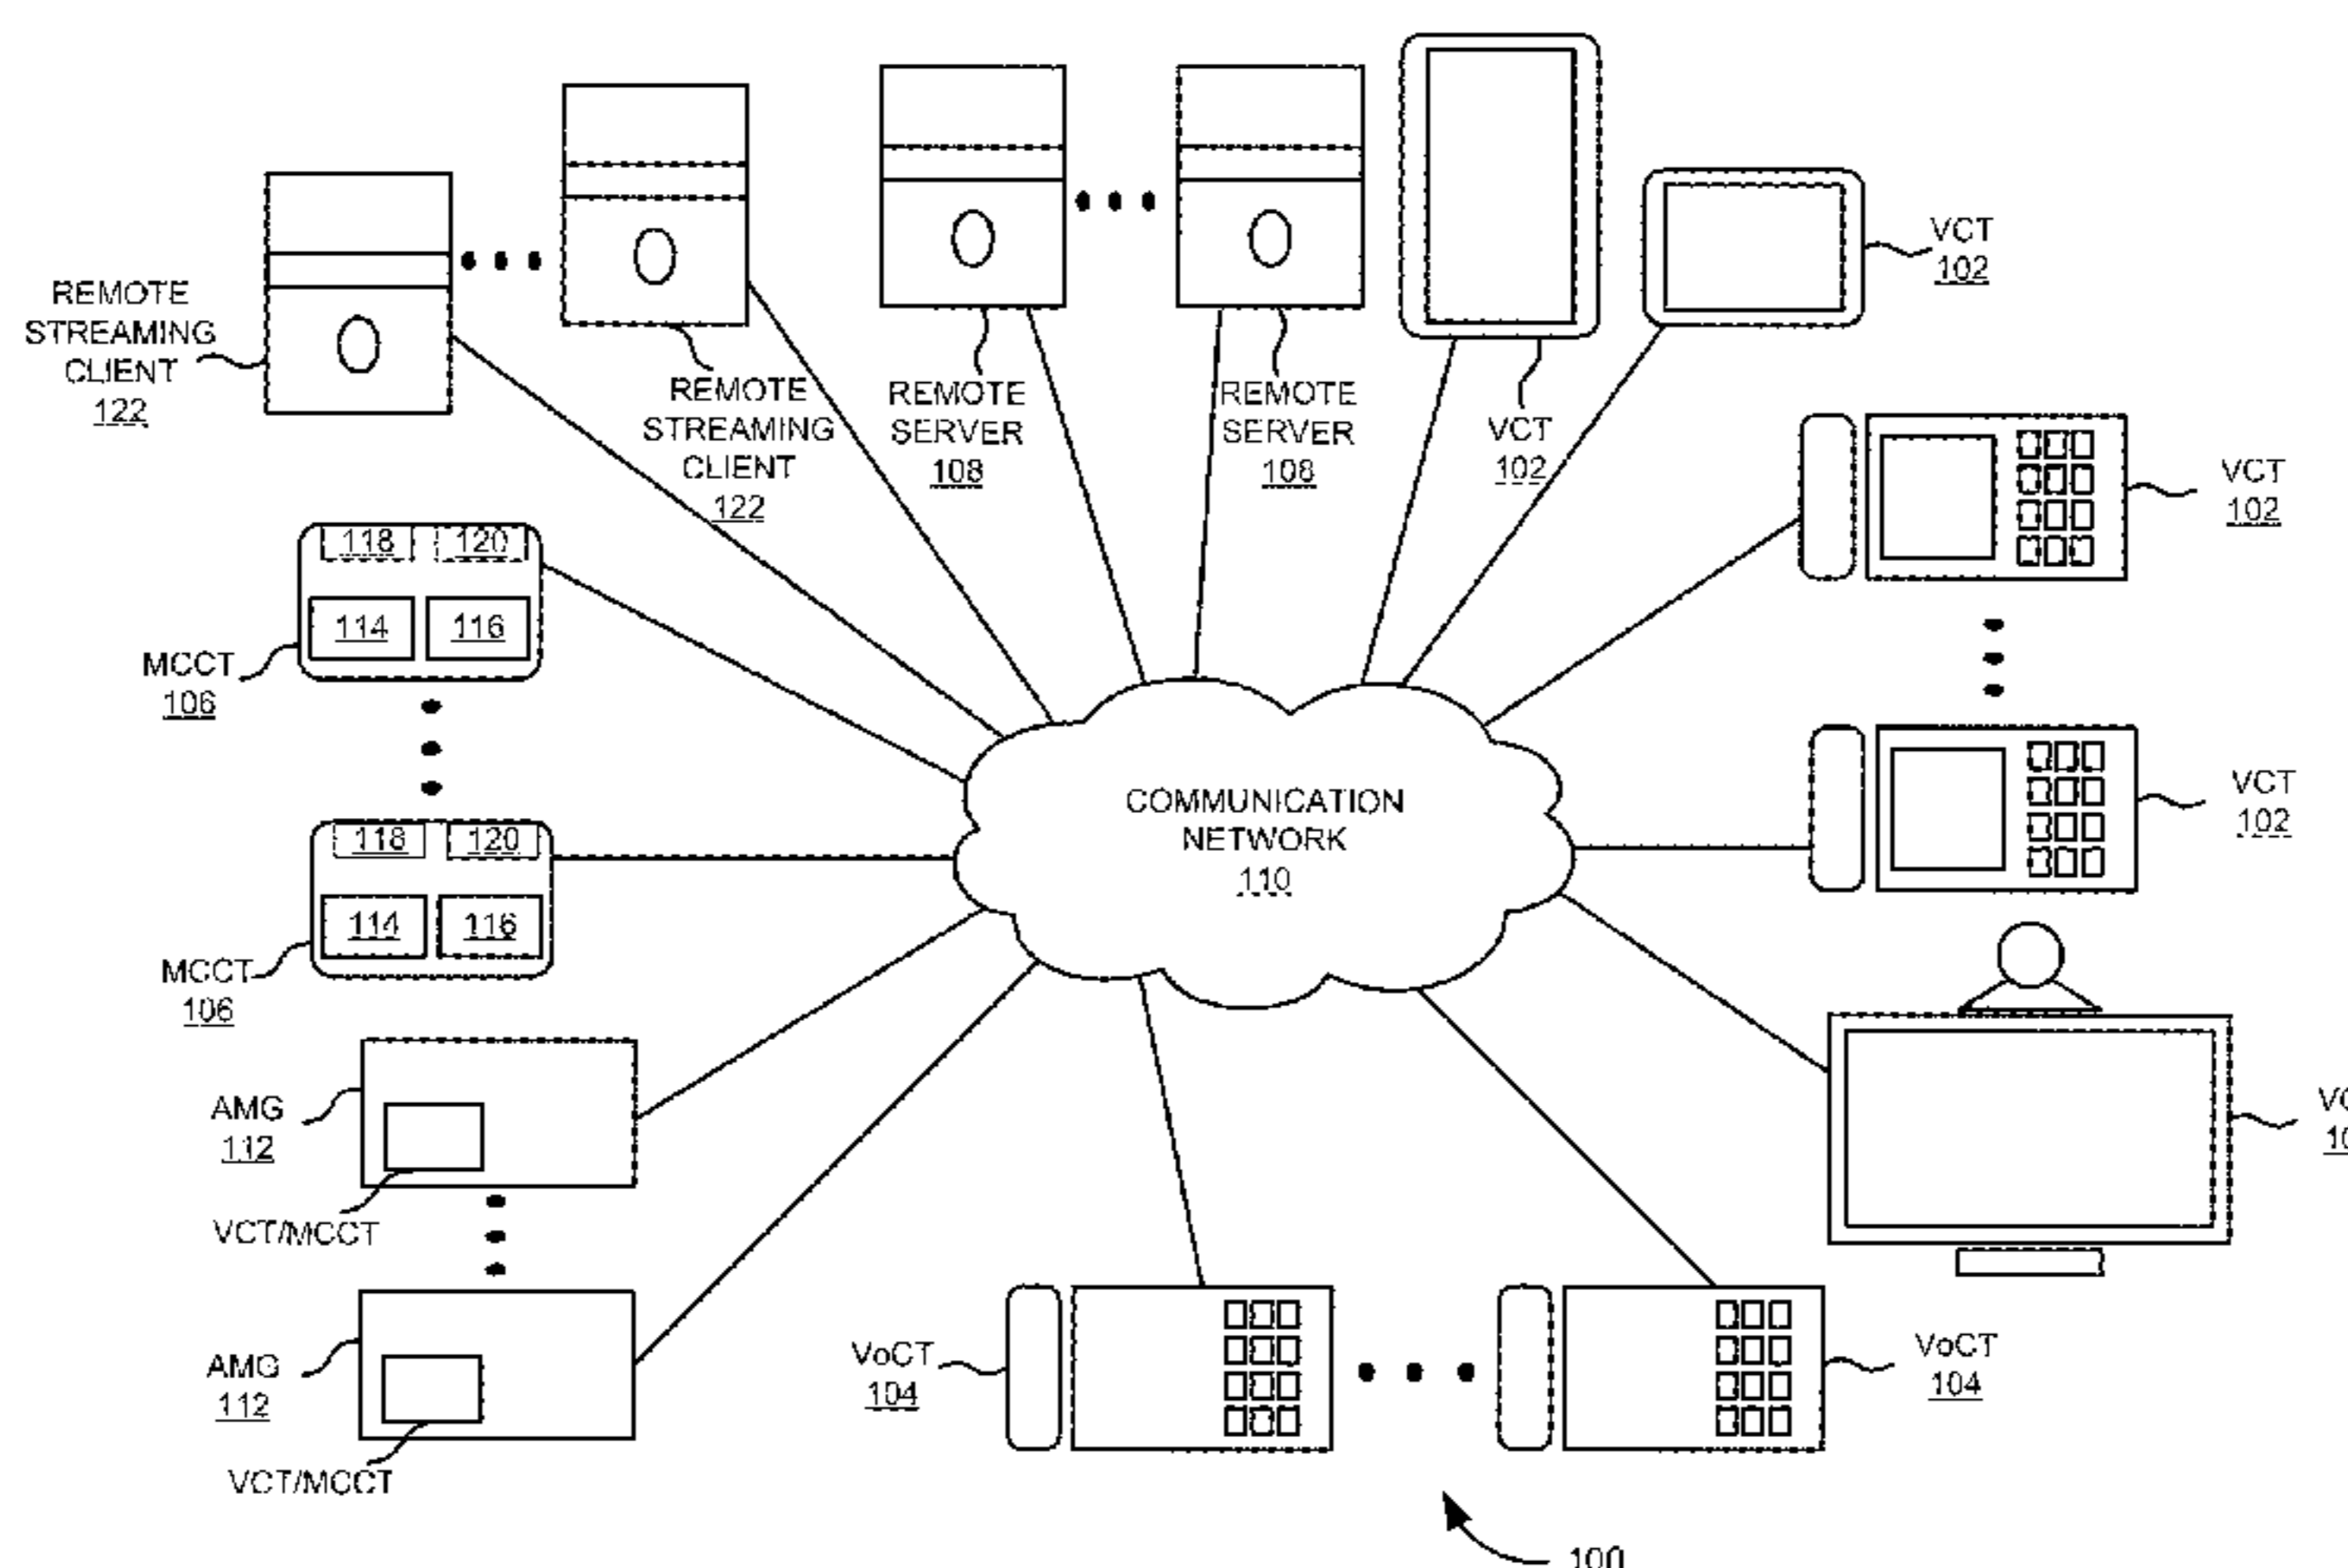 REMOTE
STREAMING
CLIENT
122
REMOTE
STREAMING
CLIENT
122
REMOTE
SERVER
108
REMOTE
SERVER
108
VCT
102
VCT
102
VCT
102
VCT
102
118 120
114 116
MCCT
106
118 120
114 116
MCCT
106
COMMUNICATION
NETWORK
110
AMG
112
VCT/MCCT
AMG
112
VCT/MCCT
VoCT
104
VoCT
104
100